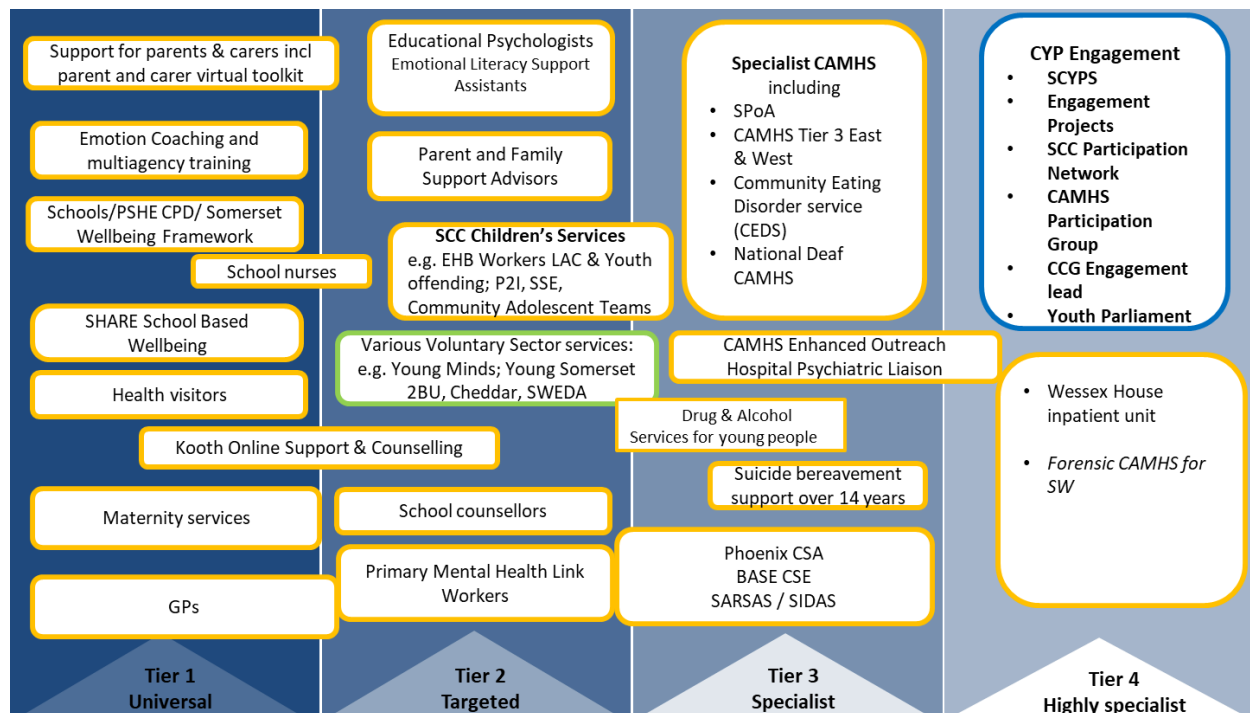 Support for parents & carers incl
parent and carer virtual toolkit
Emotion Coaching and
multiagency training
Schools/PSHE CPD/ Somerset
Wellbeing Framework
School nurses
SHARE School Based
Wellbeing
Health visitors
Kooth Online Support & Counselling
Maternity services
GPs
Tier 1
Universal
Educational Psychologists
Emotional Literacy Support
Assistants
Parent and Family
Support Advisors
SCC Children’s Services
e.g. EHB Workers LAC & Youth
offending; P2I, SSE,
Community Adolescent Teams
Various Voluntary Sector services:
e.g. Young Minds; Young Somerset
2BU, Cheddar, SWEDA
School counsellors
Primary Mental Health Link
Workers
Tier 2
Targeted
Specialist CAMHS
including
• SPoA
• CAMHS Tier 3 East
& West
• Community Eating
Disorder service
(CEDS)
• National Deaf
CAMHS
CAMHS Enhanced Outreach
Hospital Psychiatric Liaison
Drug & Alcohol
Services for young people
Suicide bereavement
support over 14 years
Phoenix CSA
BASE CSE
SARSAS / SIDAS
Tier 3
Specialist
CYP Engagement
• SCYPS
• Engagement
Projects
• SCC Participation
Network
• CAMHS
Participation
Group
• CCG Engagement
lead
• Youth Parliament
• Wessex House
inpatient unit
• Forensic CAMHS for
SW
Tier 4
Highly specialist